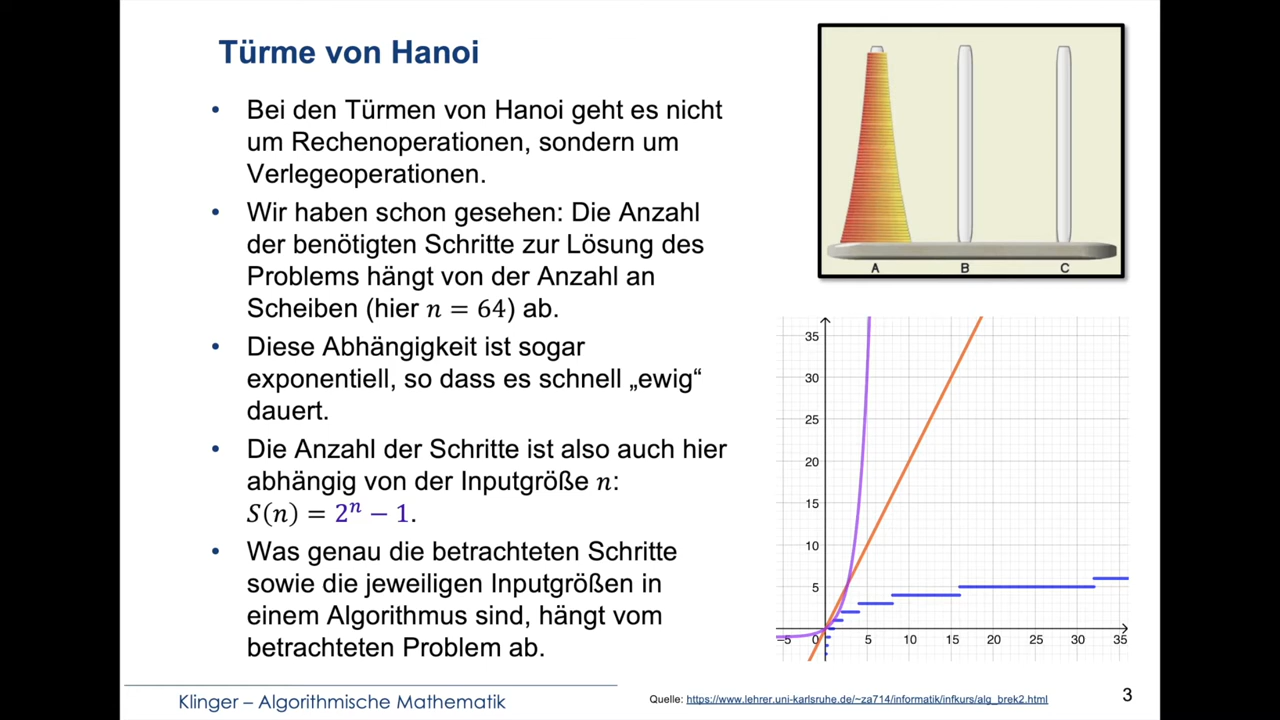 Türme von Hanoi
• Bei den Türmen von Hanoi geht es nicht
um Rechenoperationen, sondern um
Verlegeoperationen.
• Wir haben schon gesehen: Die Anzahl
der benötigten Schritte zur Lösung des
Problems hängt von der Anzahl an
Scheiben (hier n = 64) ab.
• Diese Abhängigkeit ist sogar
exponentiell, so dass es schnell „ewig“
dauert.
• Die Anzahl der Schritte ist also auch hier
abhängig von der Inputgröße n:
S(n) = 2ⁿ − 1.
• Was genau die betrachteten Schritte
sowie die jeweiligen Inputgrößen in
einem Algorithmus sind, hängt vom
betrachteten Problem ab.
A B C
35
30
25
20
15
10
5
−5 0 5 10 15 20 25 30 35
Klinger – Algorithmische Mathematik
Quelle: https://www.lehrer.uni-karlsruhe.de/~za714/informatik/infkurs/alg_brek2.html
3